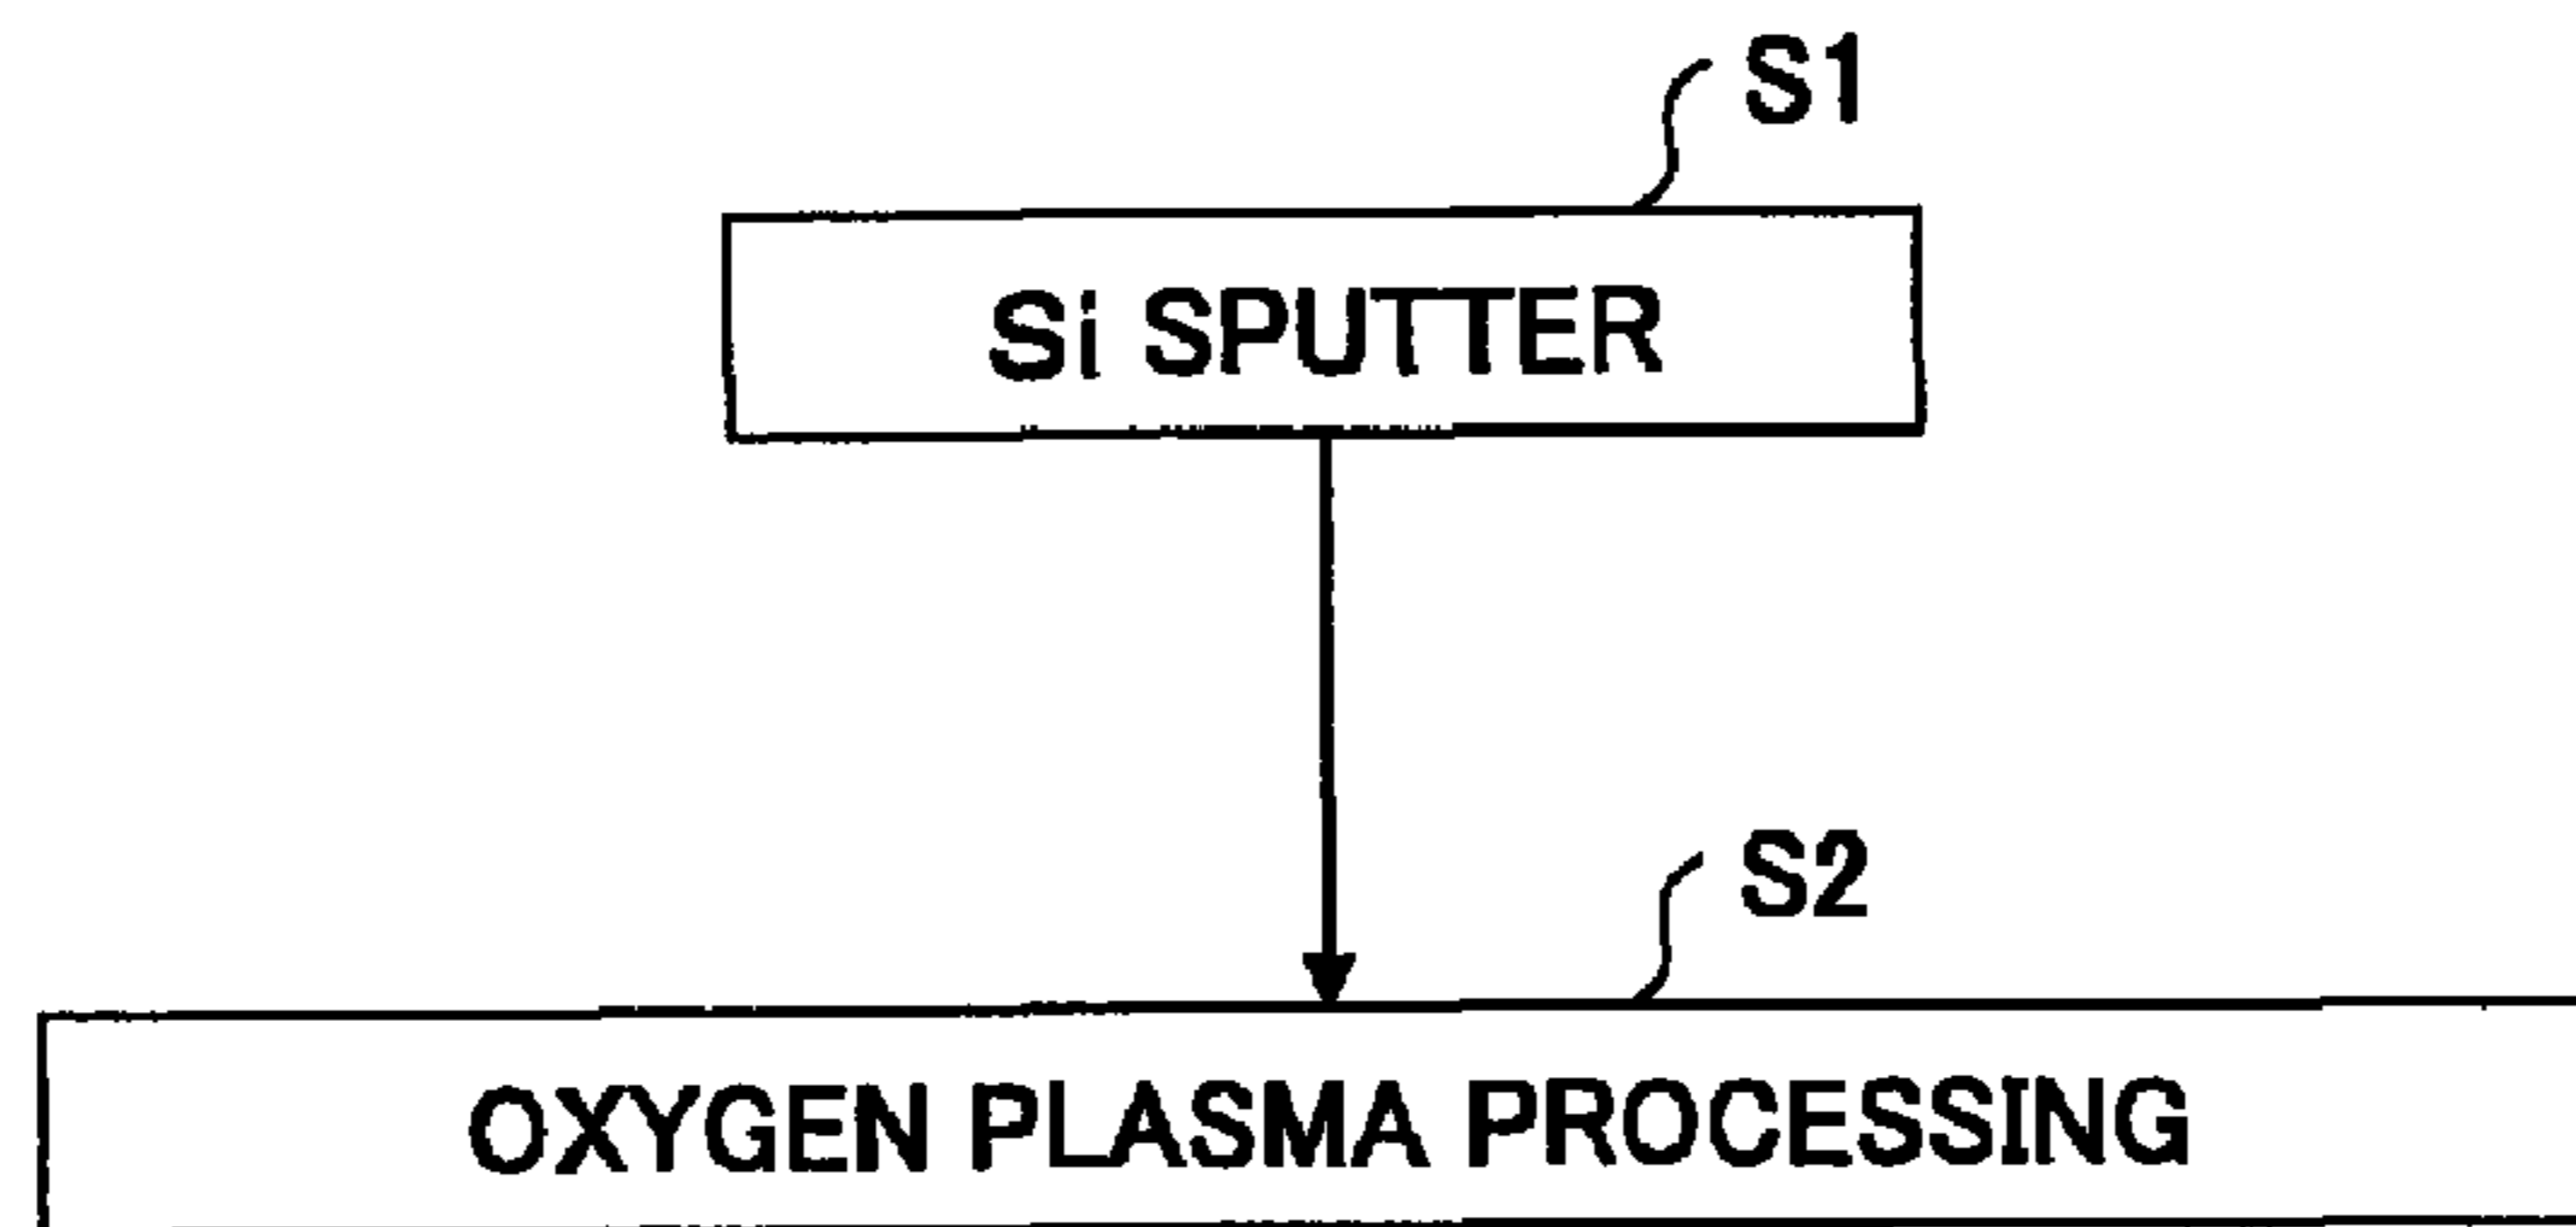 S1
Si SPUTTER
S2
OXYGEN PLASMA PROCESSING